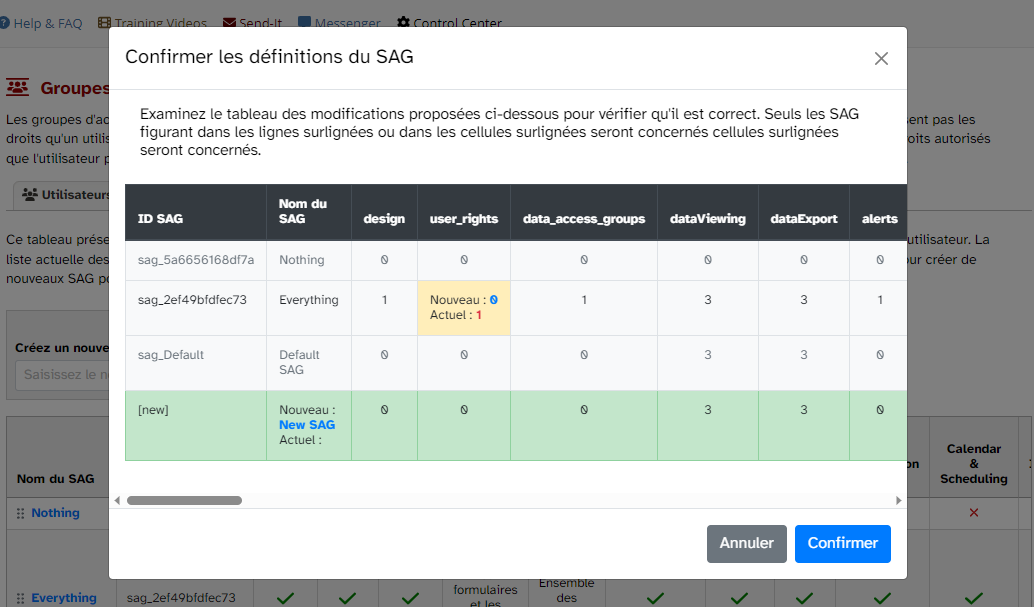 Help & FAQ Training Videos Send-It Messenger Control Center
Confirmer les définitions du SAG
Groupes
Examinez le tableau des modifications proposées ci-dessous pour vérifier qu'il est correct. Seuls les SAG
figurant dans les lignes surlignées ou dans les cellules surlignées seront concernés cellules surlignées
seront concernés.
Les groupes d'ac
sent pas les
droits qu'un utilis
oits autorisés
que l'utilisateur p
Utilisateurs
ID SAG Nom du SAG design user_rights data_access_groups dataViewing dataExport alerts
sag_5a6656168df7a Nothing 0 0 0 0 0 0
sag_2ef49bfdfec73 Everything 1 Nouveau : 0 1 3 3 1
Actuel : 1
sag_Default Default 0 0 0 3 3 0
SAG
[new] Nouveau : 0 0 0 3 3 0
New SAG
Actuel :
Ce tableau prése
utilisateur. La
liste actuelle des
ur créer de
nouveaux SAG po
Créez un nouve
Saisissez le n
Annuler Confirmer
Nom du SAG
on
Calendar
&
Scheduling
Nothing
Everything sag_2ef49bfdfec73
formulaires
et les
Ensemble
des